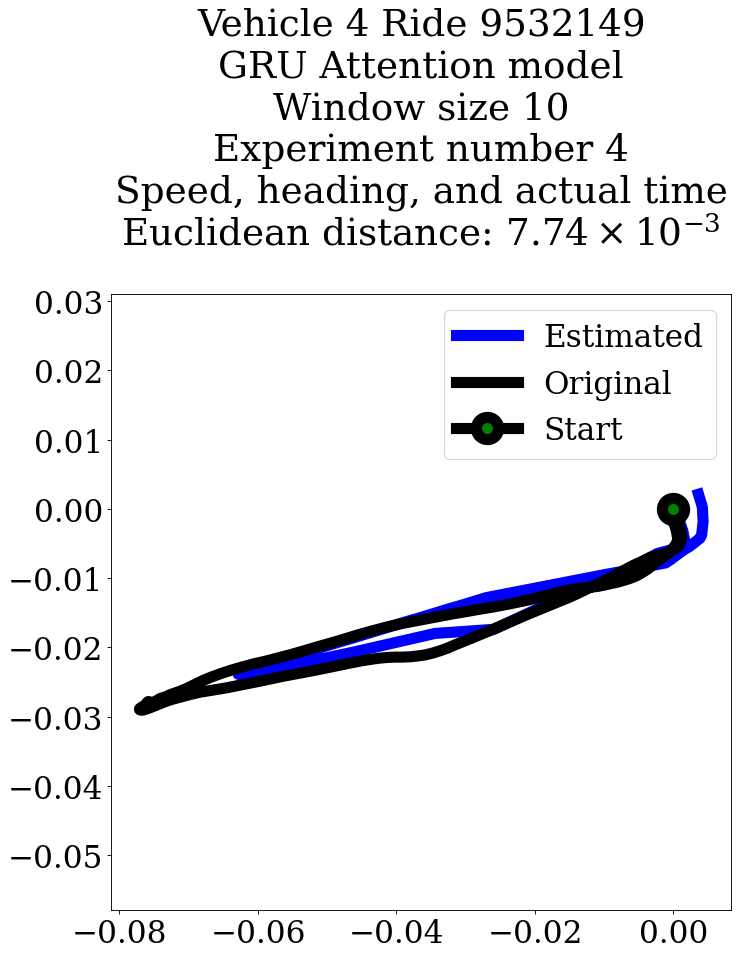 Vehicle 4 Ride 9532149
GRU Attention model
Window size 10
Experiment number 4
Speed, heading, and actual time
Euclidean distance: 7.74 × 10⁻³
0.03
0.02
0.01
0.00
−0.01
−0.02
−0.03
−0.04
−0.05
Estimated
Original
Start
−0.08 −0.06 −0.04 −0.02 0.00